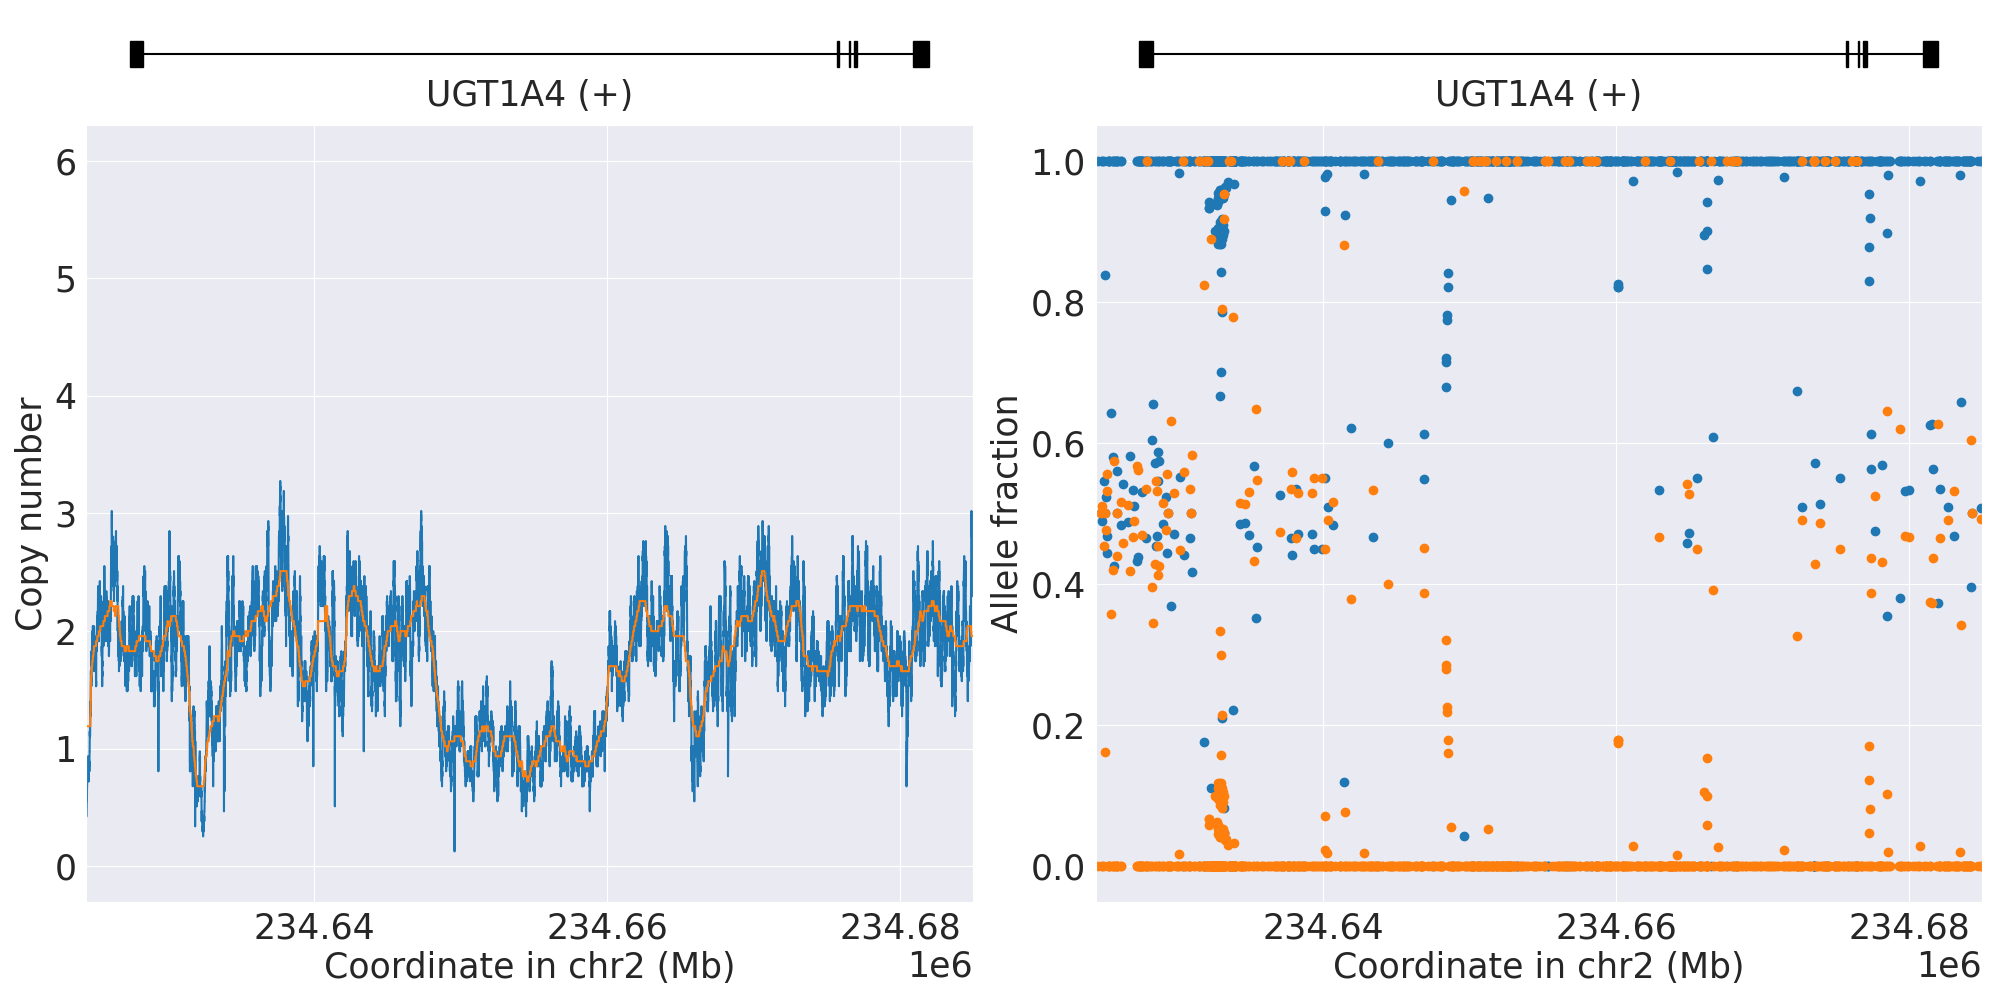 UGT1A4 (+)
Copy number
6
5
4
3
2
1
0
234.64
234.66
234.68
Coordinate in chr2 (Mb)
1e6
UGT1A4 (+)
Allele fraction
1.0
0.8
0.6
0.4
0.2
0.0
234.64
234.66
234.68
Coordinate in chr2 (Mb)
1e6